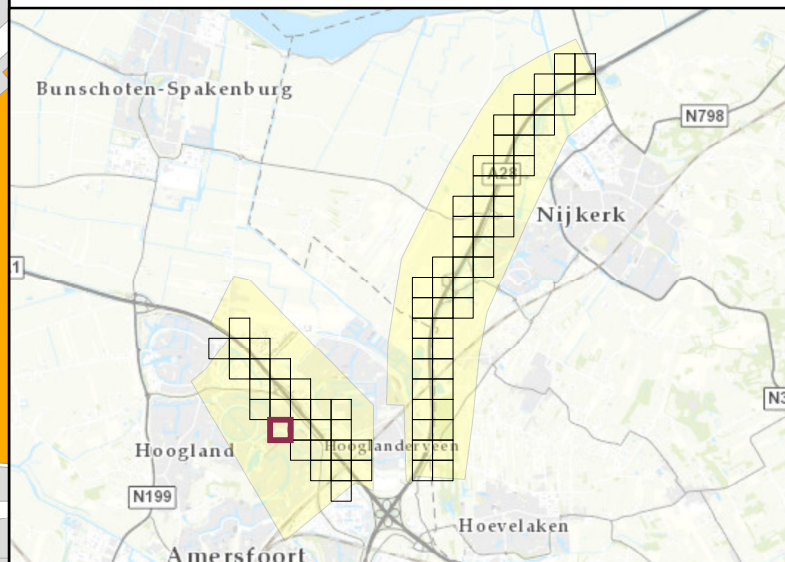 Bunschoten-Spakenburg
N798
A28
Nijkerk
1
N3
Hooglanderveen
Hoogland
N199
Hoevelaken
Amersfoort